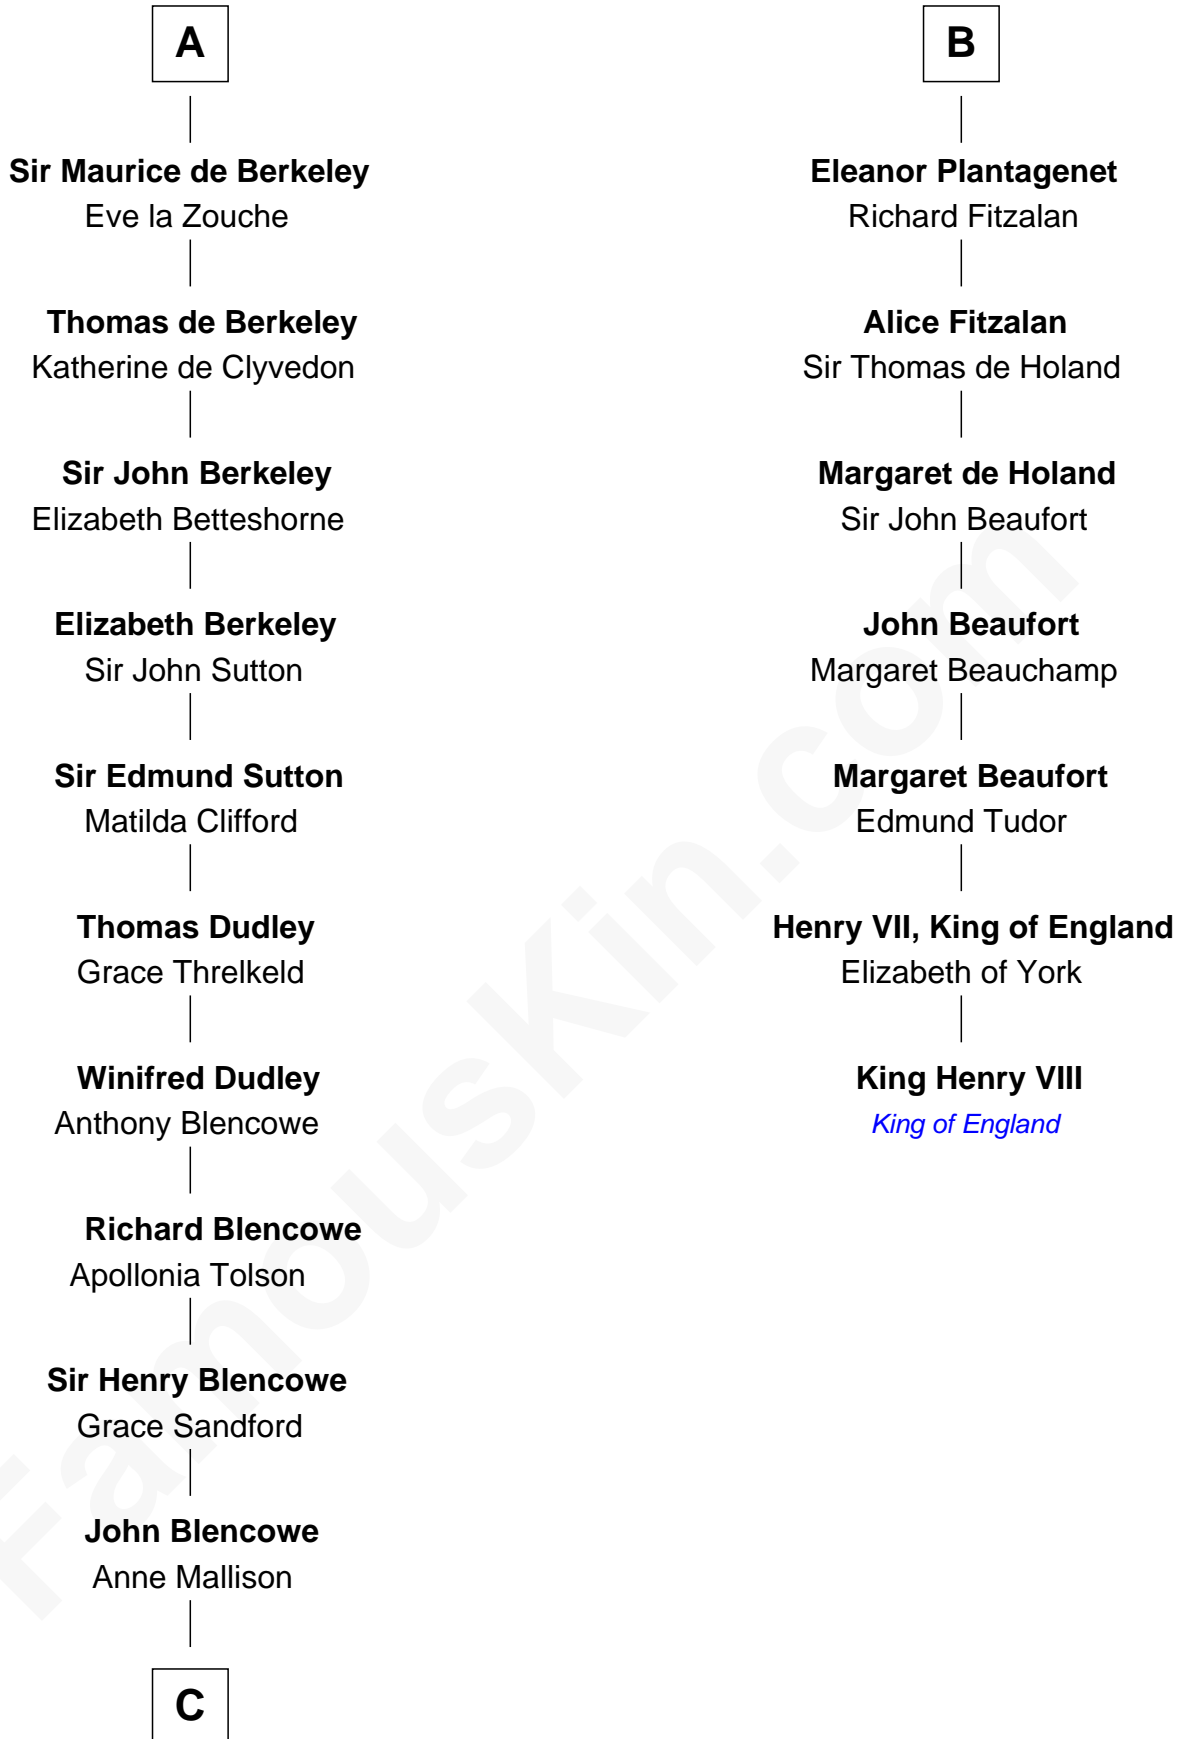 A
Sir Maurice de Berkeley
Eve la Zouche
Thomas de Berkeley
Katherine de Clyvedon
Sir John Berkeley
Elizabeth Betteshorne
Elizabeth Berkeley
Sir John Sutton
Sir Edmund Sutton
Matilda Clifford
Thomas Dudley
Grace Threlkeld
Winifred Dudley
Anthony Blencowe
Richard Blencowe
Apollonia Tolson
Sir Henry Blencowe
Grace Sandford
John Blencowe
Anne Mallison
C
B
Eleanor Plantagenet
Richard Fitzalan
Alice Fitzalan
Sir Thomas de Holand
Margaret de Holand
Sir John Beaufort
John Beaufort
Margaret Beauchamp
Margaret Beaufort
Edmund Tudor
Henry VII, King of England
Elizabeth of York
King Henry VIII
King of England
FamousKin.com